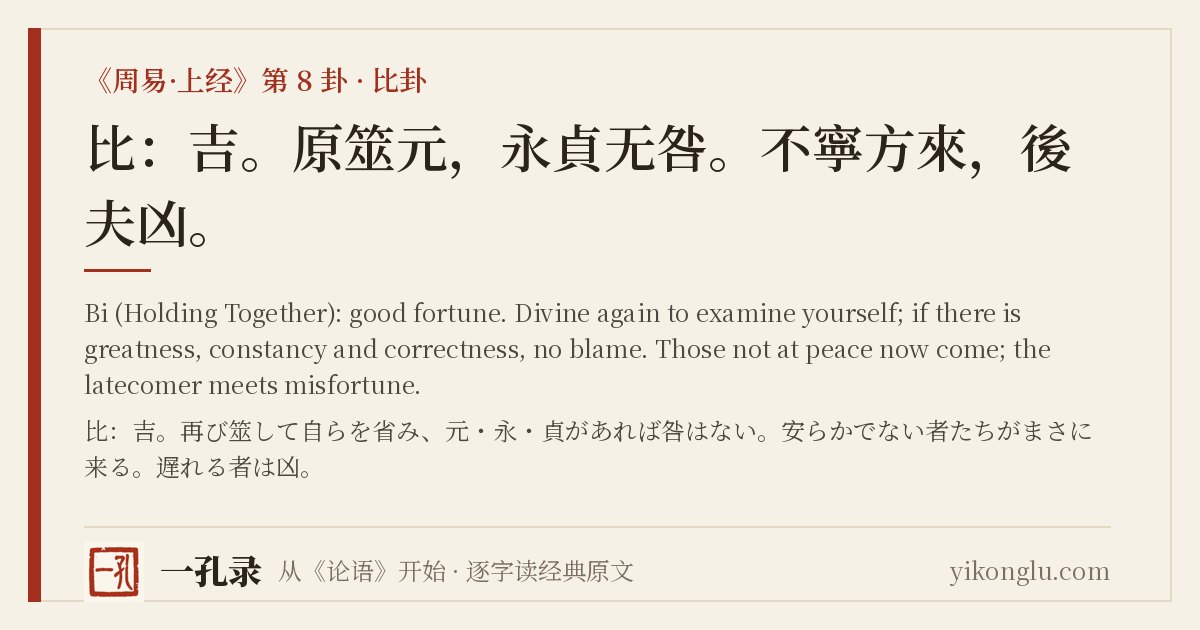 《周易·上经》第 8 卦 · 比卦
比：吉。原筮元，永貞无咎。不寧方來，後
夫凶。
Bi (Holding Together): good fortune. Divine again to examine yourself; if there is
greatness, constancy and correctness, no blame. Those not at peace now come; the
latecomer meets misfortune.
比：吉。再び筮して自らを省み、元・永・貞があれば咎はない。安らかでない者たちがまさに
来る。遅れる者は凶。
一孔
一孔录 从《论语》开始 · 逐字读经典原文 yikonglu.com